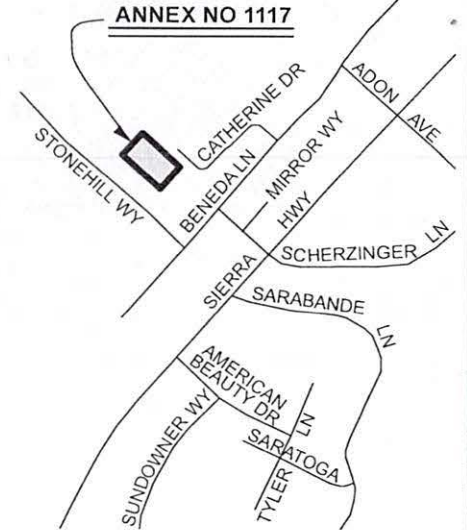 ANNEX NO 1117
ADON AVE
CATHERINE DR
STONEHILL WY
BENEDA LN
MIRROR WY
SIERRA HWY
SCHERZINGER LN
SARABANDE LN
AMERICAN
BEAUTY DR
SUNDOWNER WY
TYLER LN
SARATOGA